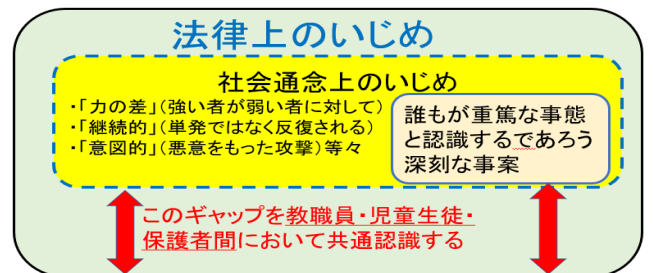 法律上のいじめ
社会通念上のいじめ
・「力の差」（強い者が弱い者に対して）
・「継続的」（単発ではなく反復される）
・「意図的」（悪意をもった攻撃）等々
誰もが重篤な事態
と認識するであろう
深刻な事案
このギャップを教職員・児童生徒・
保護者間において共通認識する